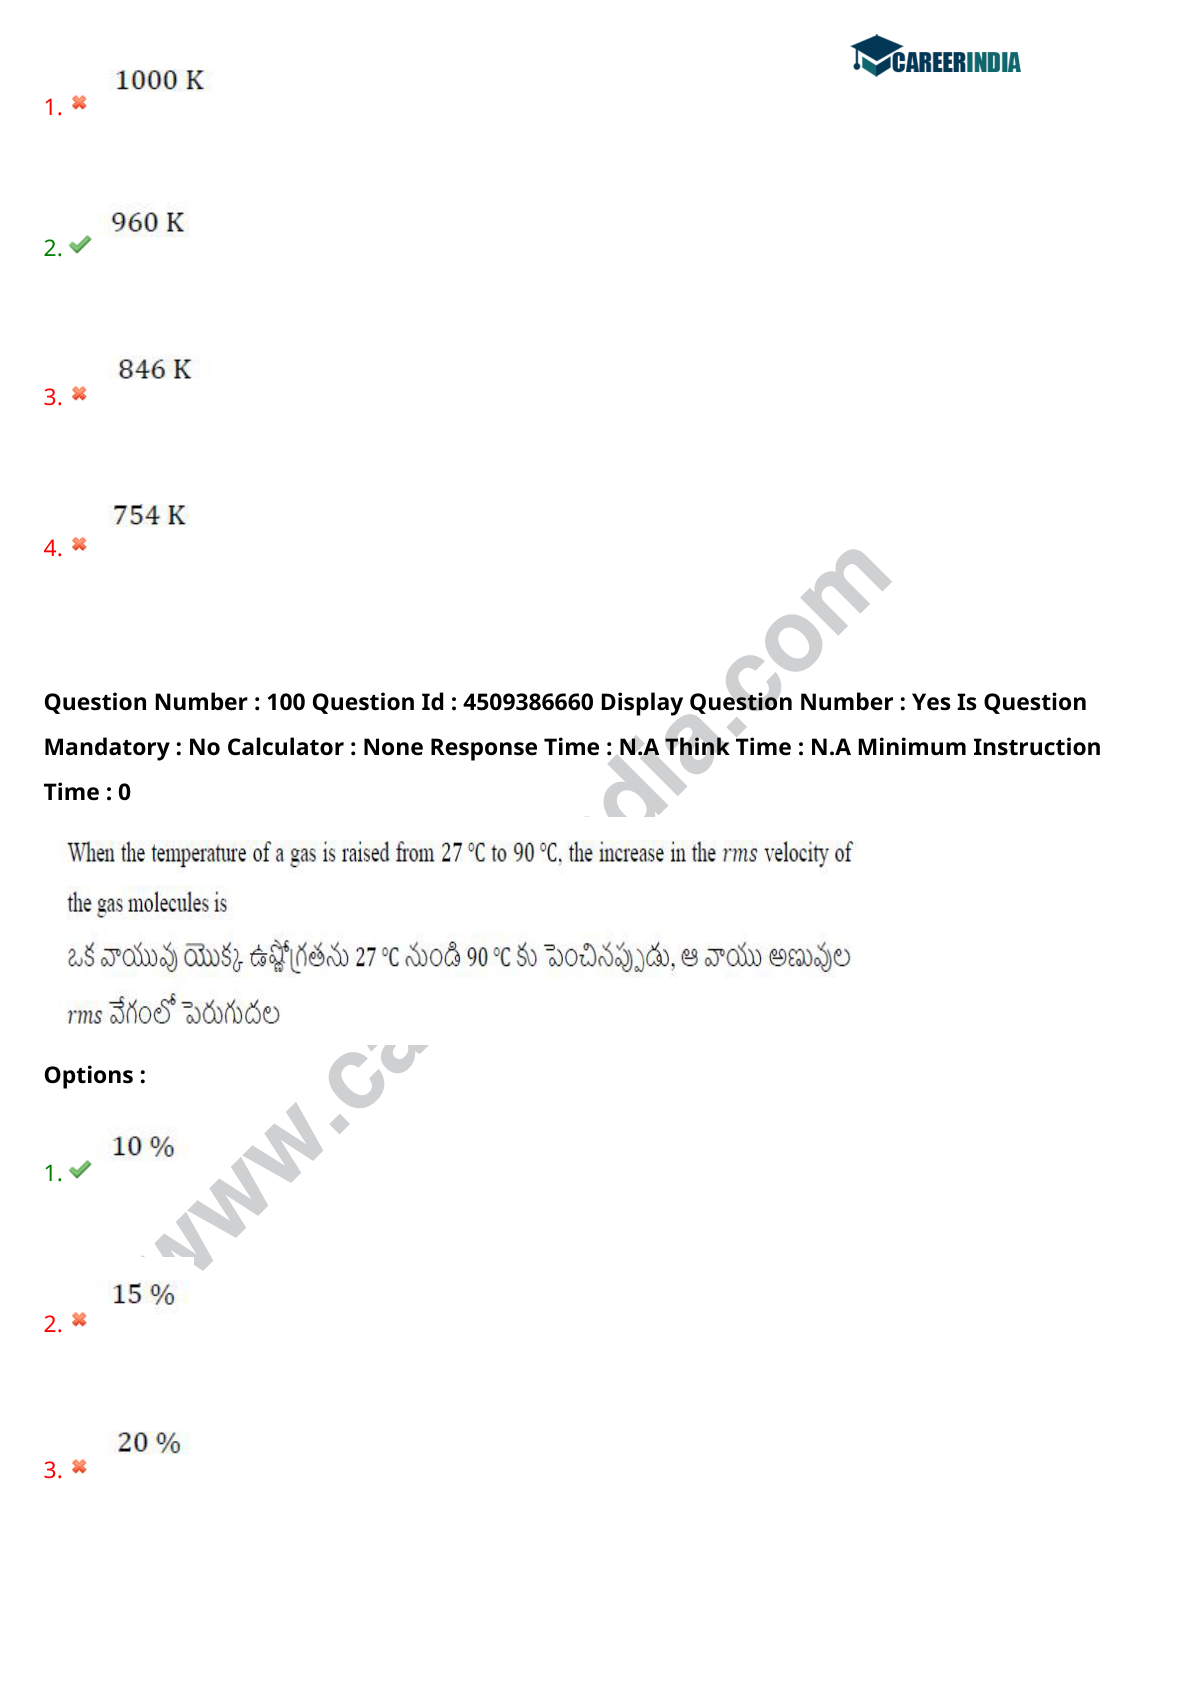 CAREERINDIA
1000 K
1.
960 K
2.
846 K
3.
754 K
4.
Question Number : 100 Question Id : 4509386660 Display Question Number : Yes Is Question
Mandatory : No Calculator : None Response Time : N.A Think Time : N.A Minimum Instruction
Time : 0
When the temperature of a gas is raised from 27 °C to 90 °C, the increase in the rms velocity of
the gas molecules is
ఒక వాయువు యొక్క ఉష్ణోగ్రతను 27 °C నుండి 90 °C కు పెంచినప్పుడు, ఆ వాయు అణువుల
rms వేగంలో పెరుగుదల
Options :
10 %
1.
15 %
2.
20 %
3.